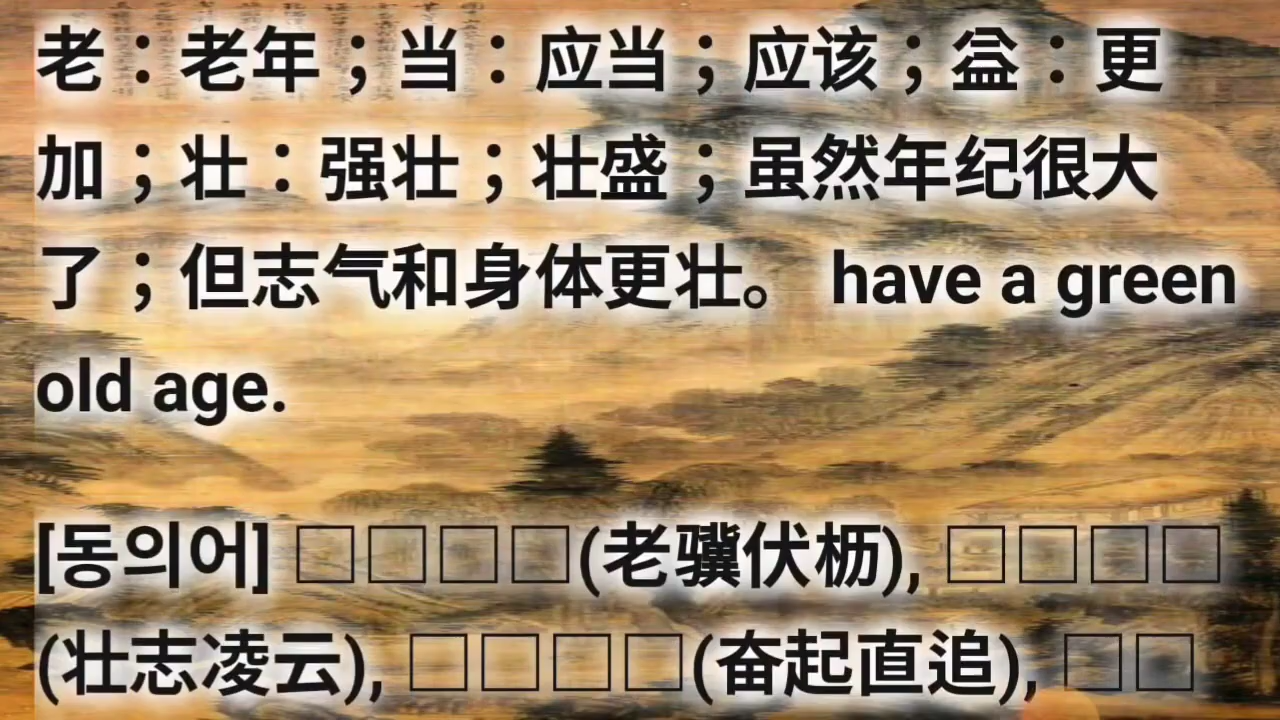 老：老年；当：应当；应该；益：更
加；壮：强壮；壮盛；虽然年纪很大
了；但志气和身体更壮。 have a green
old age.
[동의어] □□□□(老骥伏枥), □□□□
(壮志凌云), □□□□(奋起直追), □□